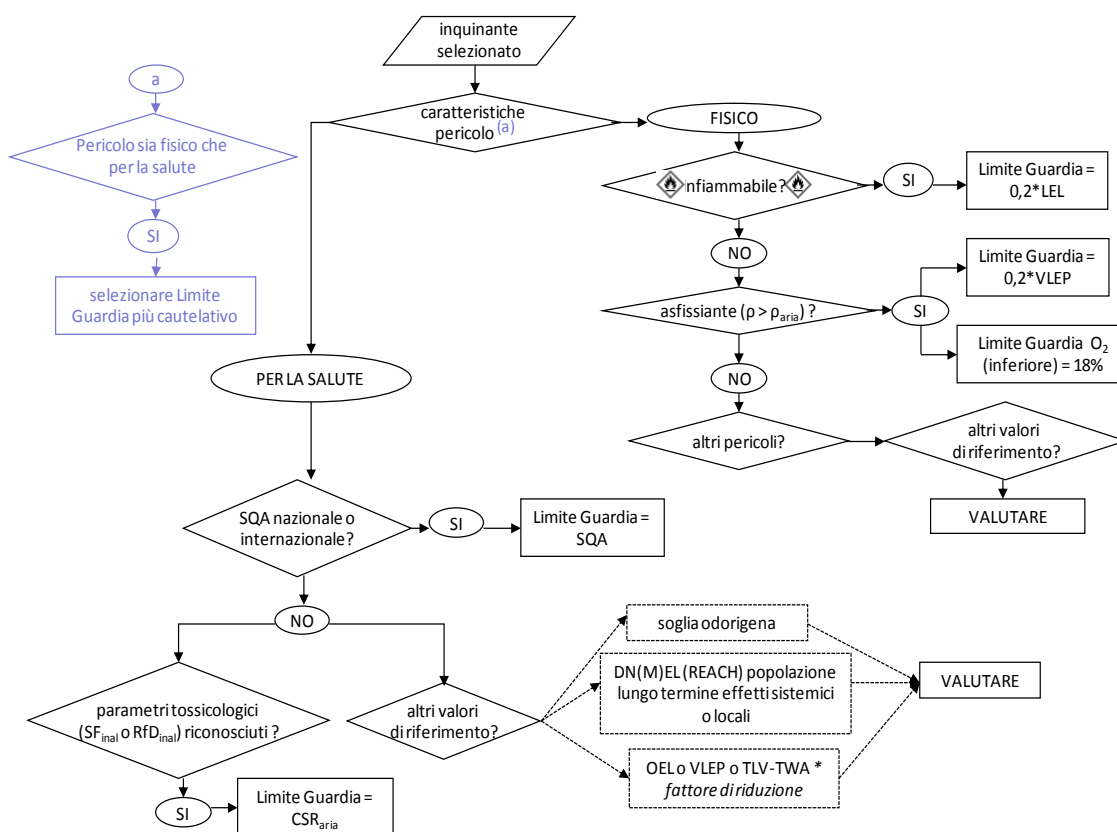 inquinante
selezionato
caratteristiche
pericolo (a)
a
Pericolo sia fisico che
per la salute
SI
selezionare Limite
Guardia più cautelativo
FISICO
nfiammabile?
SI
Limite Guardia =
0,2*LEL
NO
asfissiante (ρ > ρaria) ?
SI
Limite Guardia =
0,2*VLEP
Limite Guardia O2
(inferiore) = 18%
NO
altri pericoli?
altri valori
di riferimento?
VALUTARE
PER LA SALUTE
SQA nazionale o
internazionale?
SI
Limite Guardia =
SQA
NO
parametri tossicologici
(SFinal o RfDinal) riconosciuti ?
SI
Limite Guardia =
CSRaria
altri valori
di riferimento?
soglia odorigena
DN(M)EL (REACH) popolazione
lungo termine effetti sistemici
o locali
OEL o VLEP o TLV-TWA *
fattore di riduzione
VALUTARE